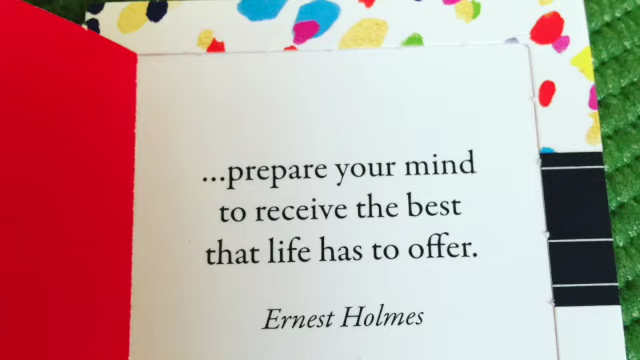 ...prepare your mind
to receive the best
that life has to offer.
Ernest Holmes